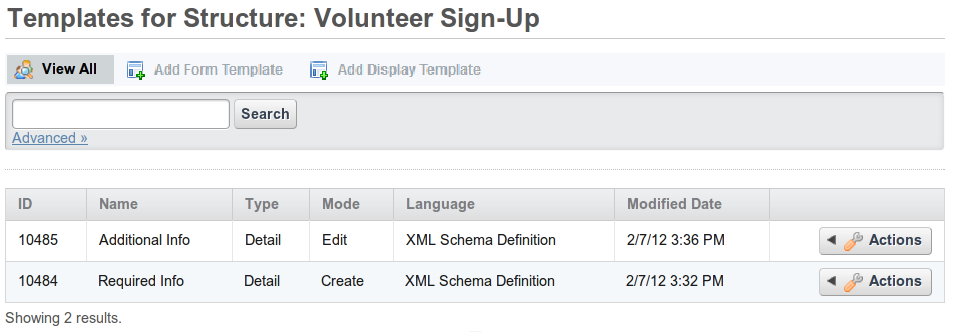 Templates for Structure: Volunteer Sign-Up
View All Add Form Template Add Display Template
Search
Advanced »
ID Name Type Mode Language Modified Date
10485 Additional Info Detail Edit XML Schema Definition 2/7/12 3:36 PM Actions
10484 Required Info Detail Create XML Schema Definition 2/7/12 3:32 PM Actions
Showing 2 results.